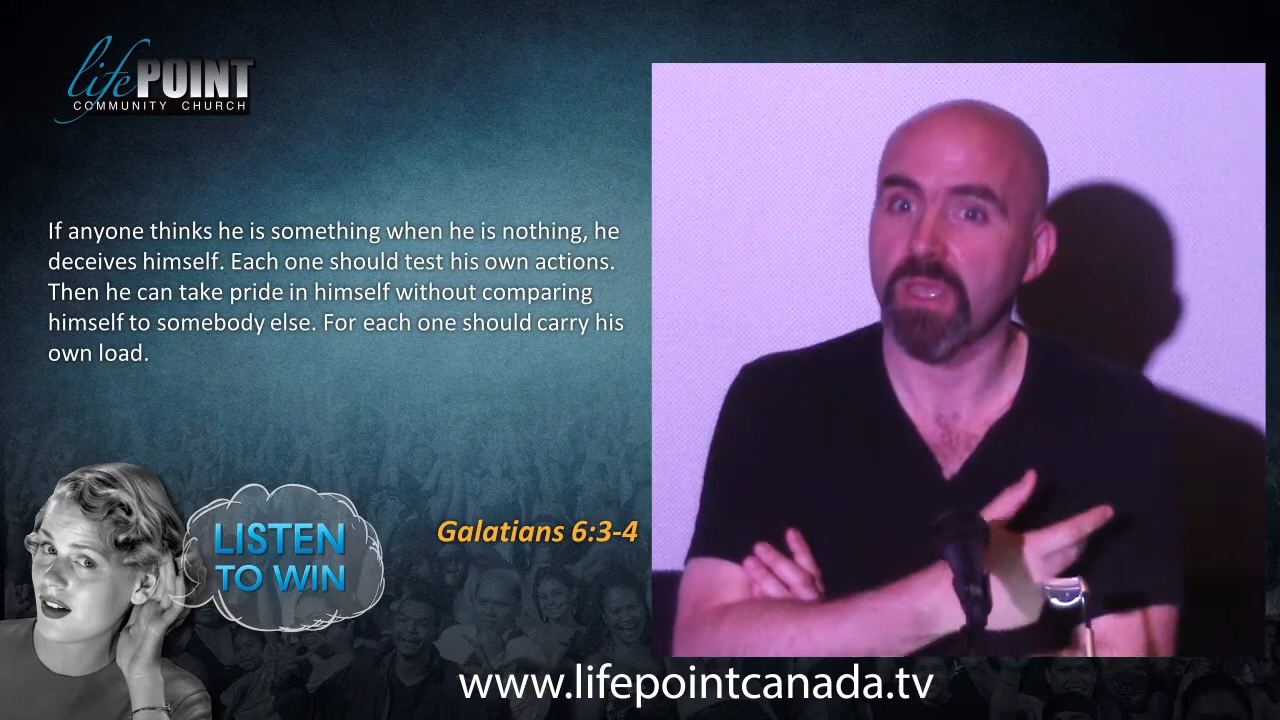 lifePOINT
COMMUNITY CHURCH
If anyone thinks he is something when he is nothing, he
deceives himself. Each one should test his own actions.
Then he can take pride in himself without comparing
himself to somebody else. For each one should carry his
own load.
LISTEN
TO WIN
Galatians 6:3-4
www.lifepointcanada.tv